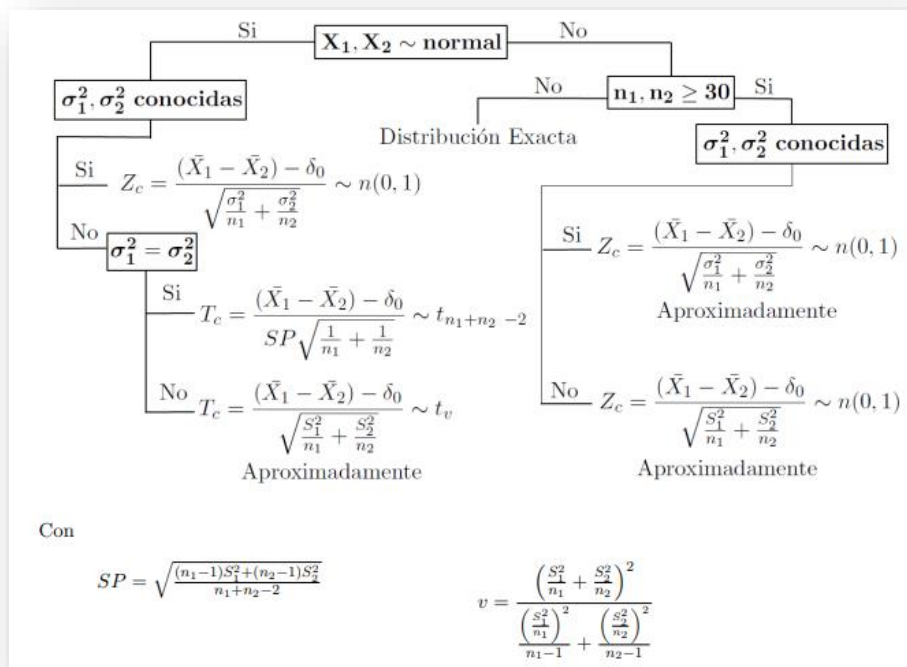 Si
X₁, X₂ ∼ normal
No
σ₁², σ₂² conocidas
Si
Z_c = ((X̄₁ − X̄₂) − δ₀) / √(σ₁²/n₁ + σ₂²/n₂) ∼ n(0, 1)
No
σ₁² = σ₂²
Si
T_c = ((X̄₁ − X̄₂) − δ₀) / (SP√(1/n₁ + 1/n₂)) ∼ t_{n₁+n₂ −2}
No
T_c = ((X̄₁ − X̄₂) − δ₀) / √(S₁²/n₁ + S₂²/n₂) ∼ t_v
Aproximadamente
n₁, n₂ ≥ 30
No
Distribución Exacta
Si
σ₁², σ₂² conocidas
Si
Z_c = ((X̄₁ − X̄₂) − δ₀) / √(σ₁²/n₁ + σ₂²/n₂) ∼ n(0, 1)
Aproximadamente
No
Z_c = ((X̄₁ − X̄₂) − δ₀) / √(S₁²/n₁ + S₂²/n₂) ∼ n(0, 1)
Aproximadamente
Con
SP = √(((n₁−1)S₁²+(n₂−1)S₂²) / (n₁+n₂−2))
v = (S₁²/n₁ + S₂²/n₂)² / ((S₁²/n₁)²/(n₁−1) + (S₂²/n₂)²/(n₂−1))